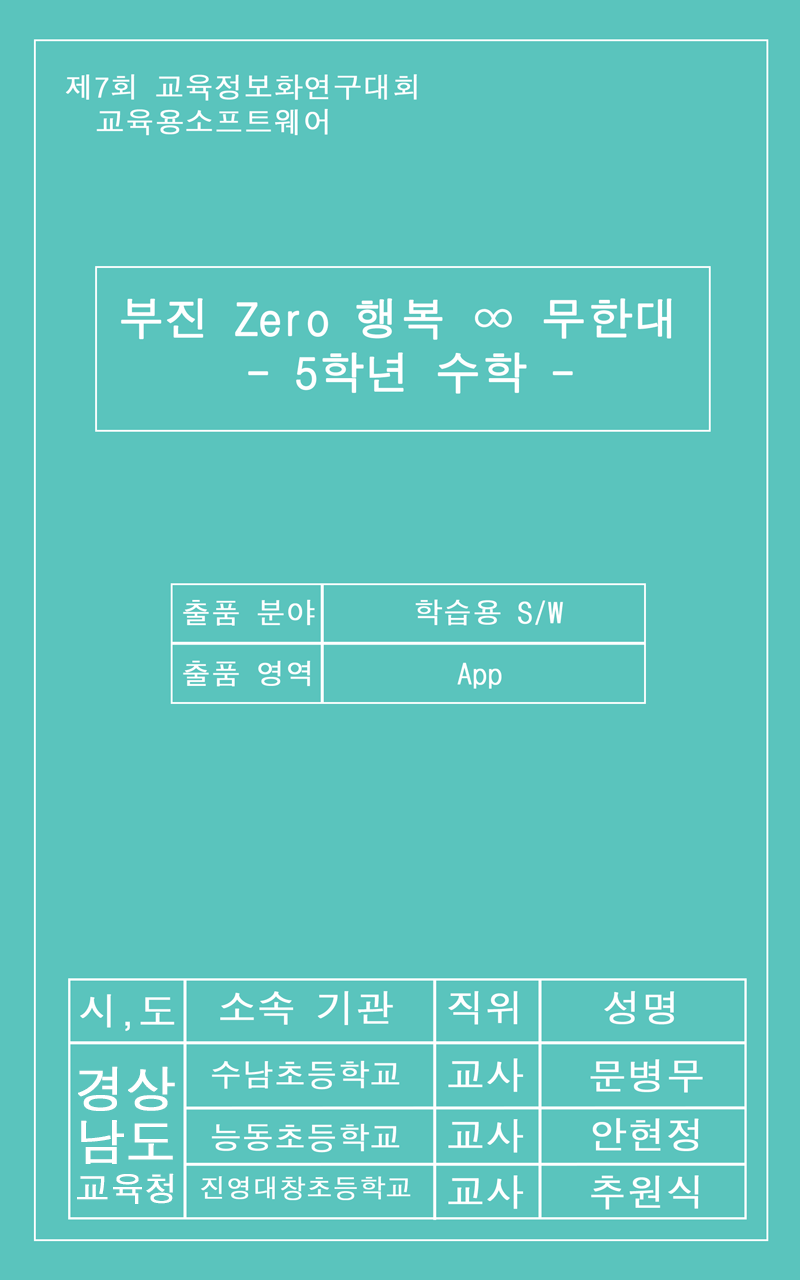 제7회 교육정보화연구대회
교육용소프트웨어
부진 Zero 행복 ∞ 무한대
- 5학년 수학 -
출품 분야 학습용 S/W
출품 영역 App
시,도 소속 기관 직위 성명
경상
남도
교육청
수남초등학교 교사 문병무
능동초등학교 교사 안현정
진영대창초등학교 교사 추원식